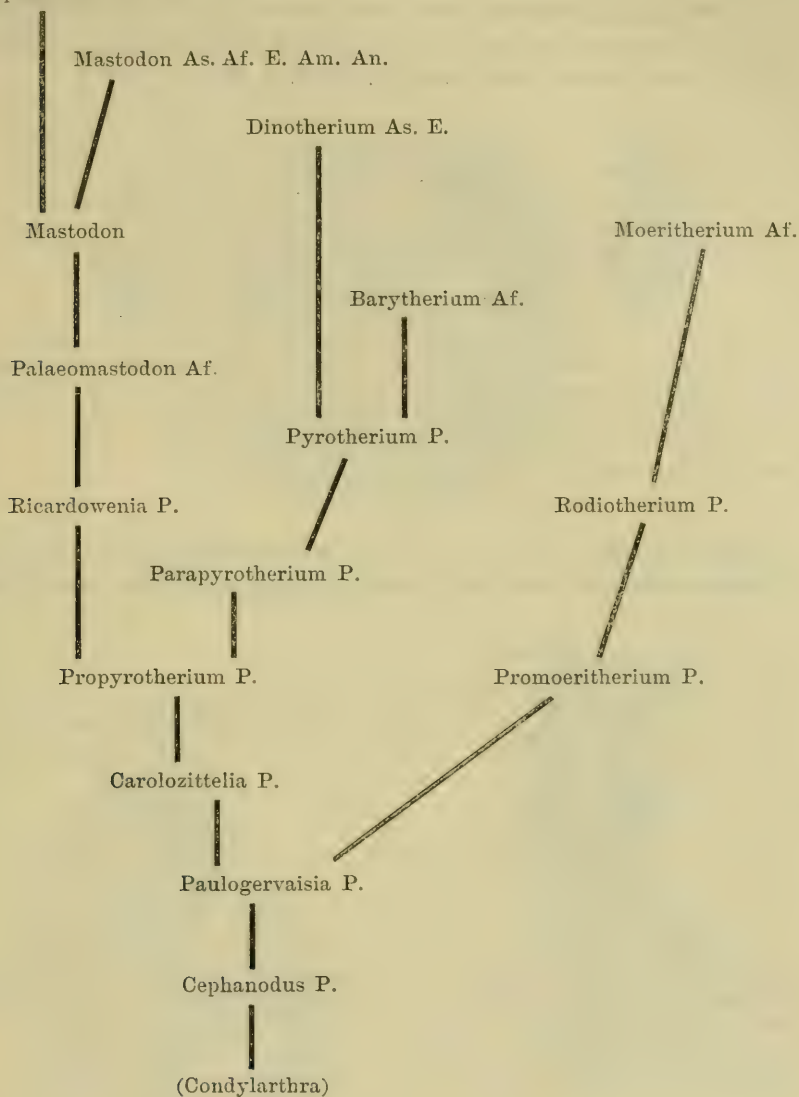 Mastodon As. Af. E. Am. An.
Dinotherium As. E.
Mastodon
Moeritherium Af.
Barytherium Af.
Palaeomastodon Af.
Pyrotherium P.
Ricardowenia P.
Rodiotherium P.
Parapyrotherium P.
Propyrotherium P.
Promoeritherium P.
Carolozittelia P.
Paulogervaisia P.
Cephanodus P.
(Condylarthra)